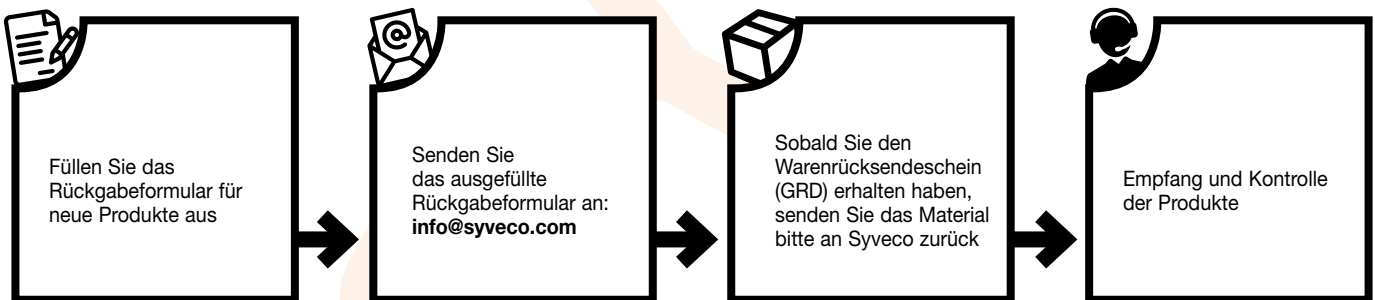 Füllen Sie das
Rückgabeformular für
neue Produkte aus
Senden Sie
das ausgefüllte
Rückgabeformular an:
info@syveco.com
Sobald Sie den
Warenrücksendeschein
(GRD) erhalten haben,
senden Sie das Material
bitte an Syveco zurück
Empfang und Kontrolle
der Produkte